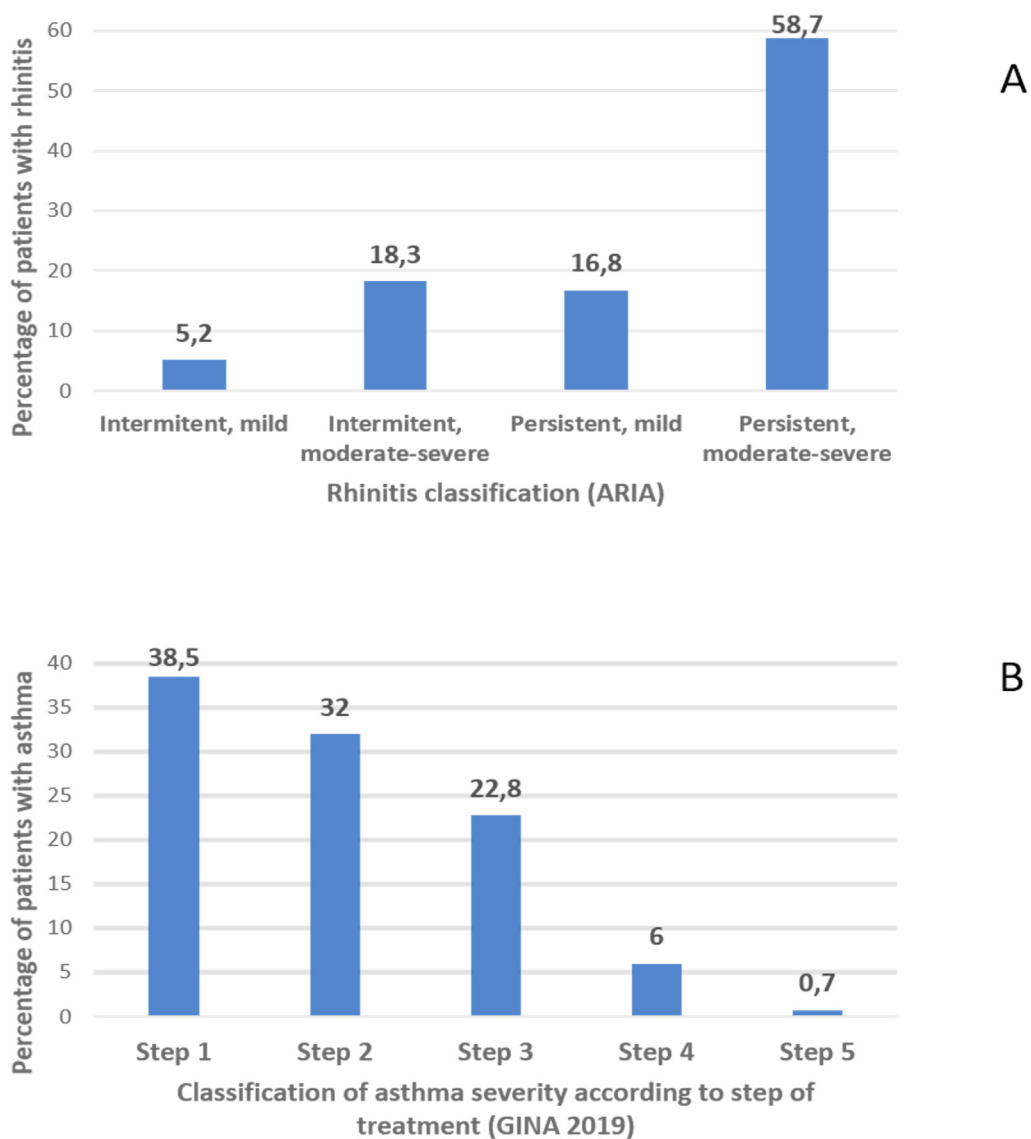 Percentage of patients with rhinitis
60
50
40
30
20
10
0
5,2
18,3
16,8
58,7
Intermitent, mild
Intermitent,
moderate-severe
Persistent, mild
Persistent,
moderate-severe
Rhinitis classification (ARIA)
A
Percentage of patients with asthma
40
35
30
25
20
15
10
5
0
38,5
32
22,8
6
0,7
Step 1
Step 2
Step 3
Step 4
Step 5
Classification of asthma severity according to step of
treatment (GINA 2019)
B